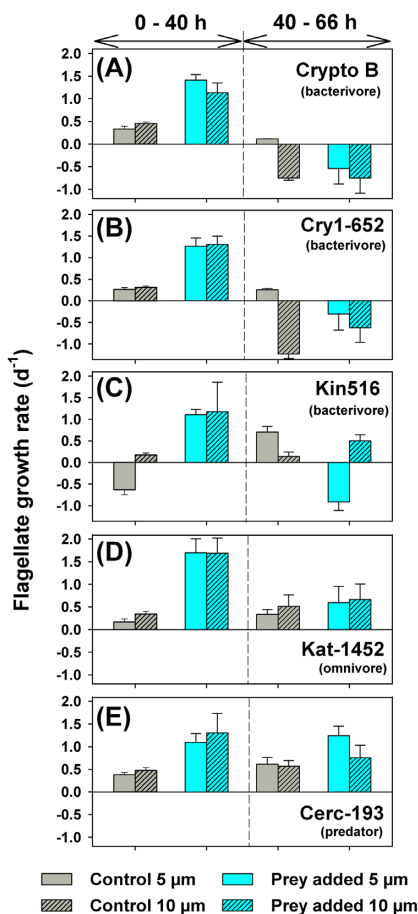 0 - 40 h 40 - 66 h
(A) Crypto B
(bacterivore)
2.0
1.5
1.0
0.5
0.0
-0.5
-1.0
(B) Cry1-652
(bacterivore)
2.0
1.5
1.0
0.5
0.0
-0.5
-1.0
(C) Kin516
(bacterivore)
2.0
1.5
1.0
0.5
0.0
-0.5
-1.0
(D)
2.0
1.5
1.0
0.5
0.0
-0.5
-1.0
Kat-1452
(omnivore)
(E)
2.0
1.5
1.0
0.5
0.0
-0.5
-1.0
Cerc-193
(predator)
Flagellate growth rate (d⁻¹)
Control 5 µm Prey added 5 µm
Control 10 µm Prey added 10 µm